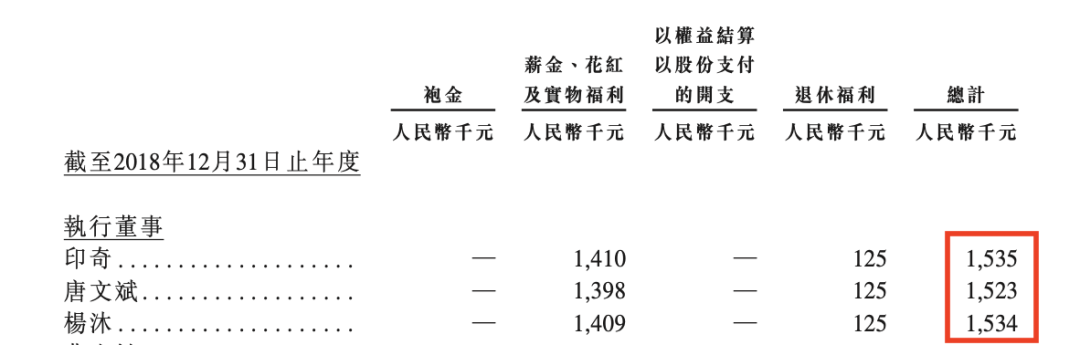 以權益結算
薪金、花紅 以股份支付
袍金 及實物福利 的開支 退休福利 總計
人民幣千元 人民幣千元 人民幣千元 人民幣千元 人民幣千元
截至2018年12月31日止年度
執行董事
印奇.................... — 1,410 — 125 1,535
唐文斌.................. — 1,398 — 125 1,523
楊沐.................... — 1,409 — 125 1,534